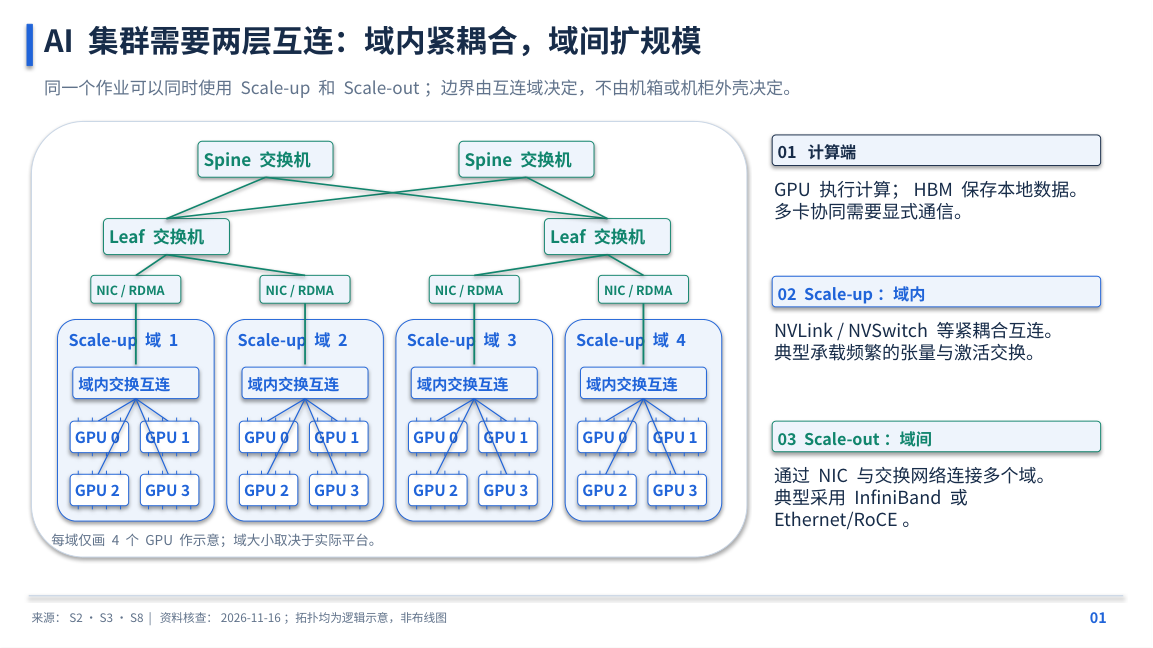 AI 集群需要两层互连：域内紧耦合，域间扩规模
同一个作业可以同时使用 Scale-up 和 Scale-out；边界由互连域决定，不由机箱或机柜外壳决定。
Spine 交换机
Spine 交换机
Leaf 交换机
Leaf 交换机
NIC / RDMA
NIC / RDMA
NIC / RDMA
NIC / RDMA
Scale-up 域 1
Scale-up 域 2
Scale-up 域 3
Scale-up 域 4
域内交换互连
域内交换互连
域内交换互连
域内交换互连
GPU 0
GPU 1
GPU 0
GPU 1
GPU 0
GPU 1
GPU 0
GPU 1
GPU 2
GPU 3
GPU 2
GPU 3
GPU 2
GPU 3
GPU 2
GPU 3
每域仅画 4 个 GPU 作示意；域大小取决于实际平台。
01 计算端
GPU 执行计算； HBM 保存本地数据。
多卡协同需要显式通信。
02 Scale-up：域内
NVLink / NVSwitch 等紧耦合互连。
典型承载频繁的张量与激活交换。
03 Scale-out：域间
通过 NIC 与交换网络连接多个域。
典型采用 InfiniBand 或
Ethernet/RoCE。
来源： S2 · S3 · S8 | 资料核查： 2026-11-16；拓扑均为逻辑示意，非布线图
01